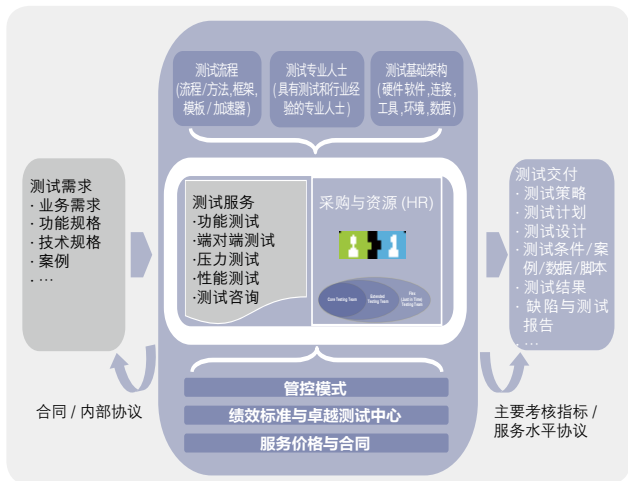 测试流程
(流程/方法,框架,
模板/加速器)
测试专业人士
(具有测试和行业经
验的专业人士)
测试基础架构
(硬件软件,连接,
工具,环境,数据)
测试需求
· 业务需求
· 功能规格
· 技术规格
· 案例
· …
测试服务
·功能测试
·端对端测试
·压力测试
·性能测试
·测试咨询
采购与资源 (HR)
1
Core Testing Team
Extended
Testing Team
Flex
(Just In Time)
Testing Team
测试交付
· 测试策略
· 测试计划
· 测试设计
· 测试条件/案
例/数据/脚本
· 测试结果
· 缺陷与测试
报告
· …
管控模式
绩效标准与卓越测试中心
服务价格与合同
合同 / 内部协议
主要考核指标 /
服务水平协议